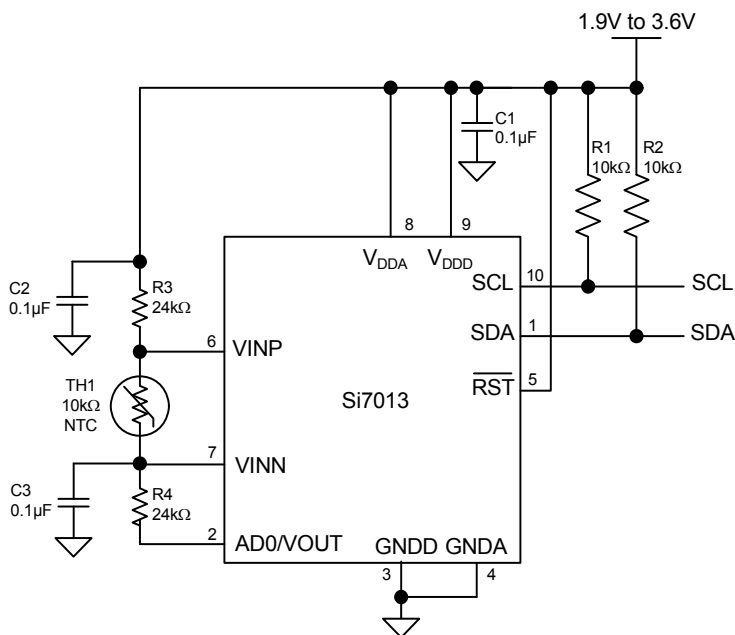 1.9V to 3.6V
C1
0.1µF
R1
10kΩ
R2
10kΩ
8
9
VDDA
VDDD
C2
0.1µF
R3
24kΩ
SCL
10
SCL
SDA
1
SDA
6
VINP
TH1
10kΩ
NTC
RST
5
Si7013
7
VINN
C3
0.1µF
R4
24kΩ
2
AD0/VOUT
GNDD
GNDA
3
4